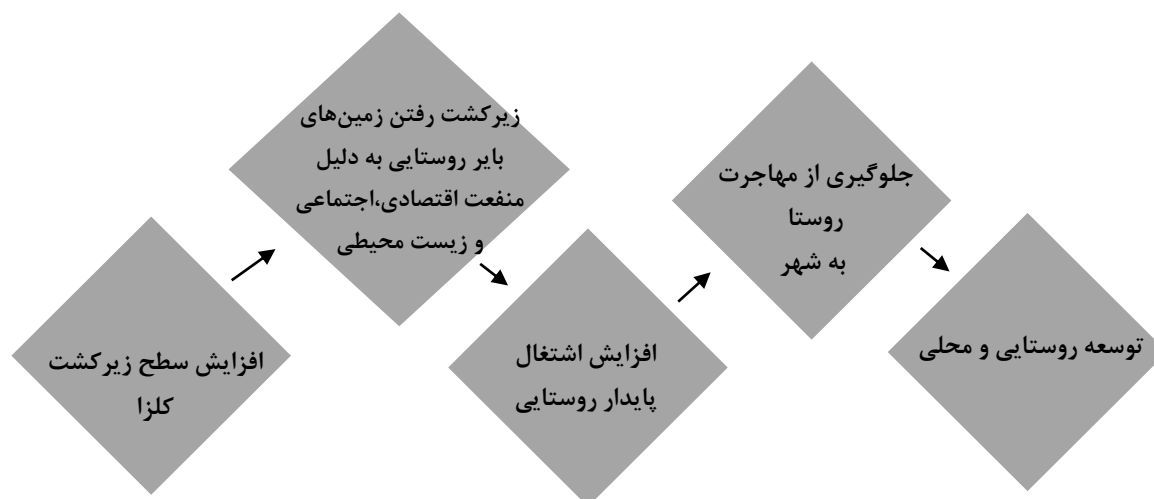 افزایش سطح زیرکشت
کلزا
زیرکشت رفتن زمین‌های
بایر روستایی به دلیل
منفعت اقتصادی،اجتماعی
و زیست محیطی
افزایش اشتغال
پایدار روستایی
جلوگیری از مهاجرت
روستا
به شهر
توسعه روستایی و محلی